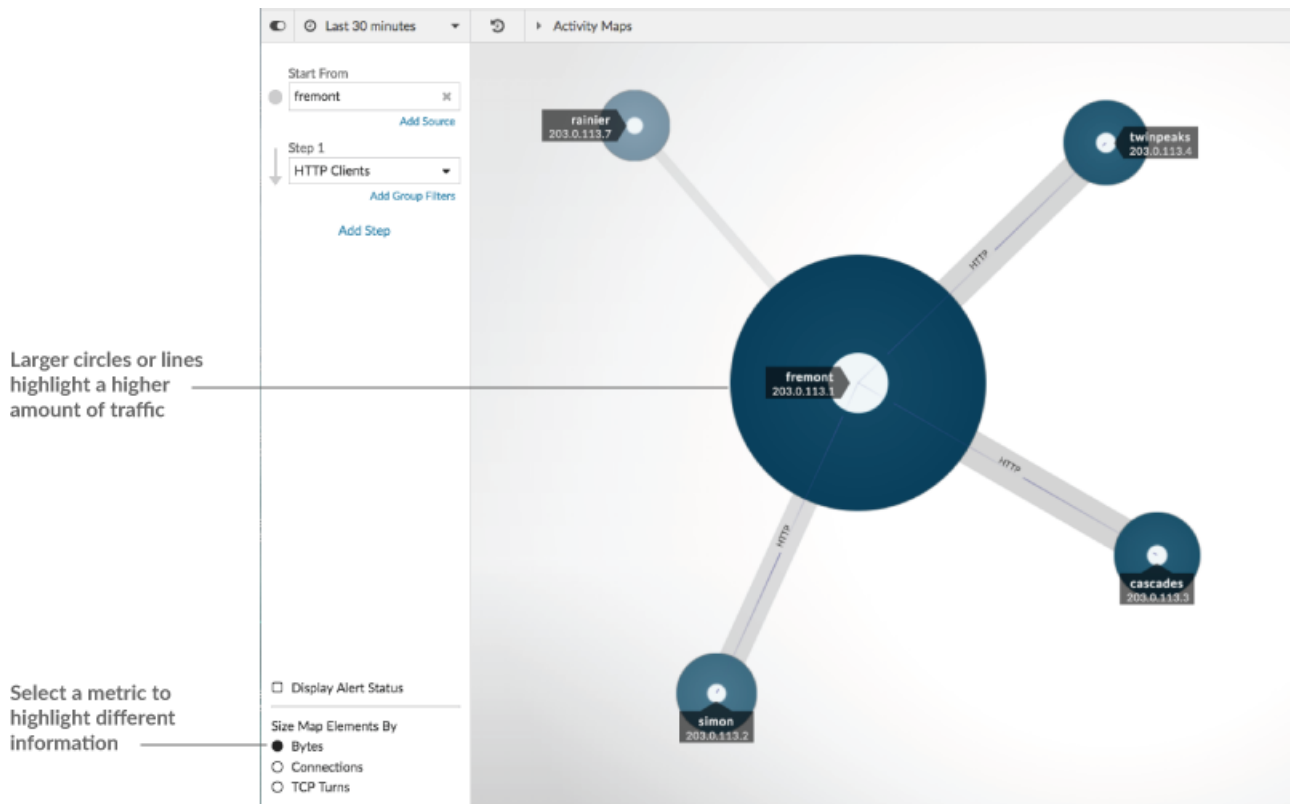 Last 30 minutes
Activity Maps
Start From
fremont
Add Source
Step 1
HTTP Clients
Add Group Filters
Add Step
rainier
203.0.113.7
twinpeaks
203.0.113.4
HTTP
Larger circles or lines
highlight a higher
amount of traffic
fremont
203.0.113.1
HTTP
HTTP
cascades
203.0.113.3
simon
203.0.113.2
Display Alert Status
Select a metric to
highlight different
information
Size Map Elements By
Bytes
Connections
TCP Turns